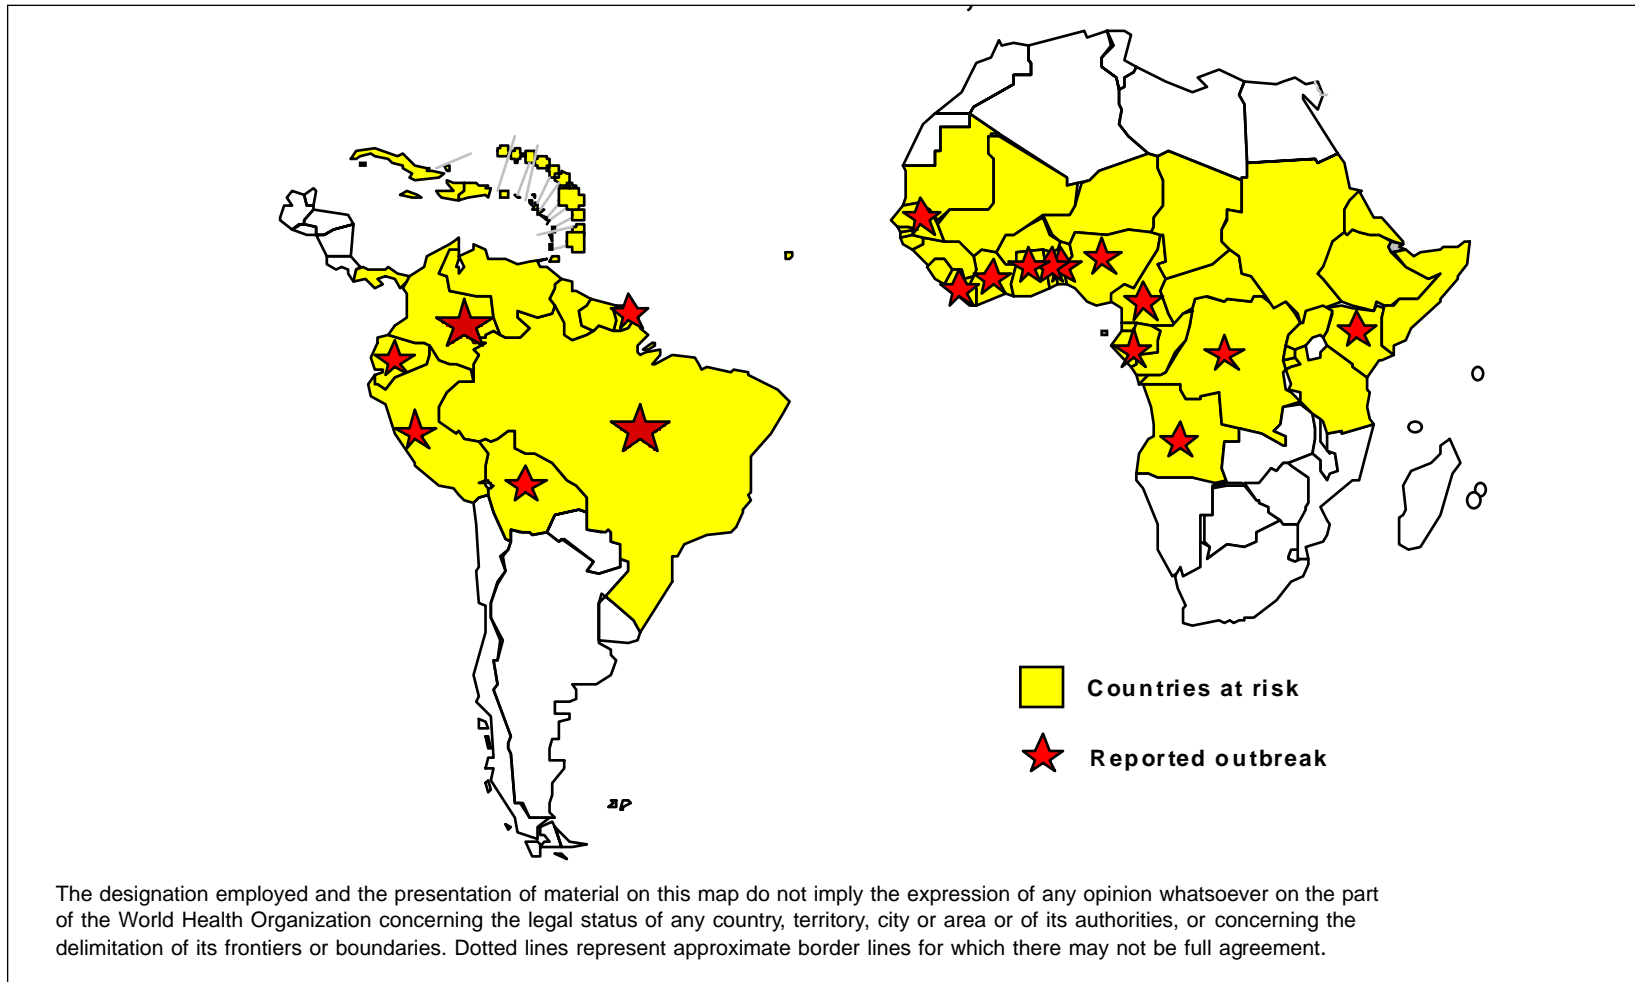 Countries at risk
Reported outbreak
The designation employed and the presentation of material on this map do not imply the expression of any opinion whatsoever on the part
of the World Health Organization concerning the legal status of any country, territory, city or area or of its authorities, or concerning the
delimitation of its frontiers or boundaries. Dotted lines represent approximate border lines for which there may not be full agreement.